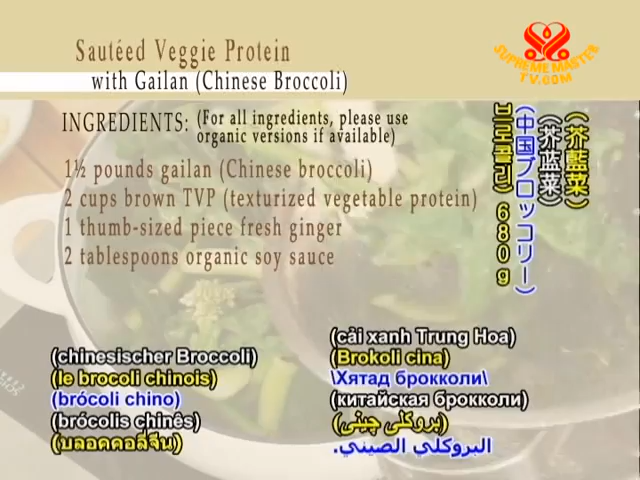 Sautéed Veggie Protein
with Gailan (Chinese Broccoli)
SUPREME MASTER
TV.COM
INGREDIENTS: (For all ingredients, please use
organic versions if available)
1½ pounds gailan (Chinese broccoli)
2 cups brown TVP (texturized vegetable protein)
1 thumb-sized piece fresh ginger
2 tablespoons organic soy sauce
(芥藍菜)
(芥蓝菜)
(中国ブロッコリー)
브로콜리) 680g
(chinesischer Broccoli)
(le brocoli chinois)
(brócoli chino)
(brócolis chinês)
(บลอคคอลีจีน)
(cải xanh Trung Hoa)
(Brokoli cina)
\Хятад брокколи\
(китайская брокколи)
(بروکلی چینی)
البروكلي الصيني.